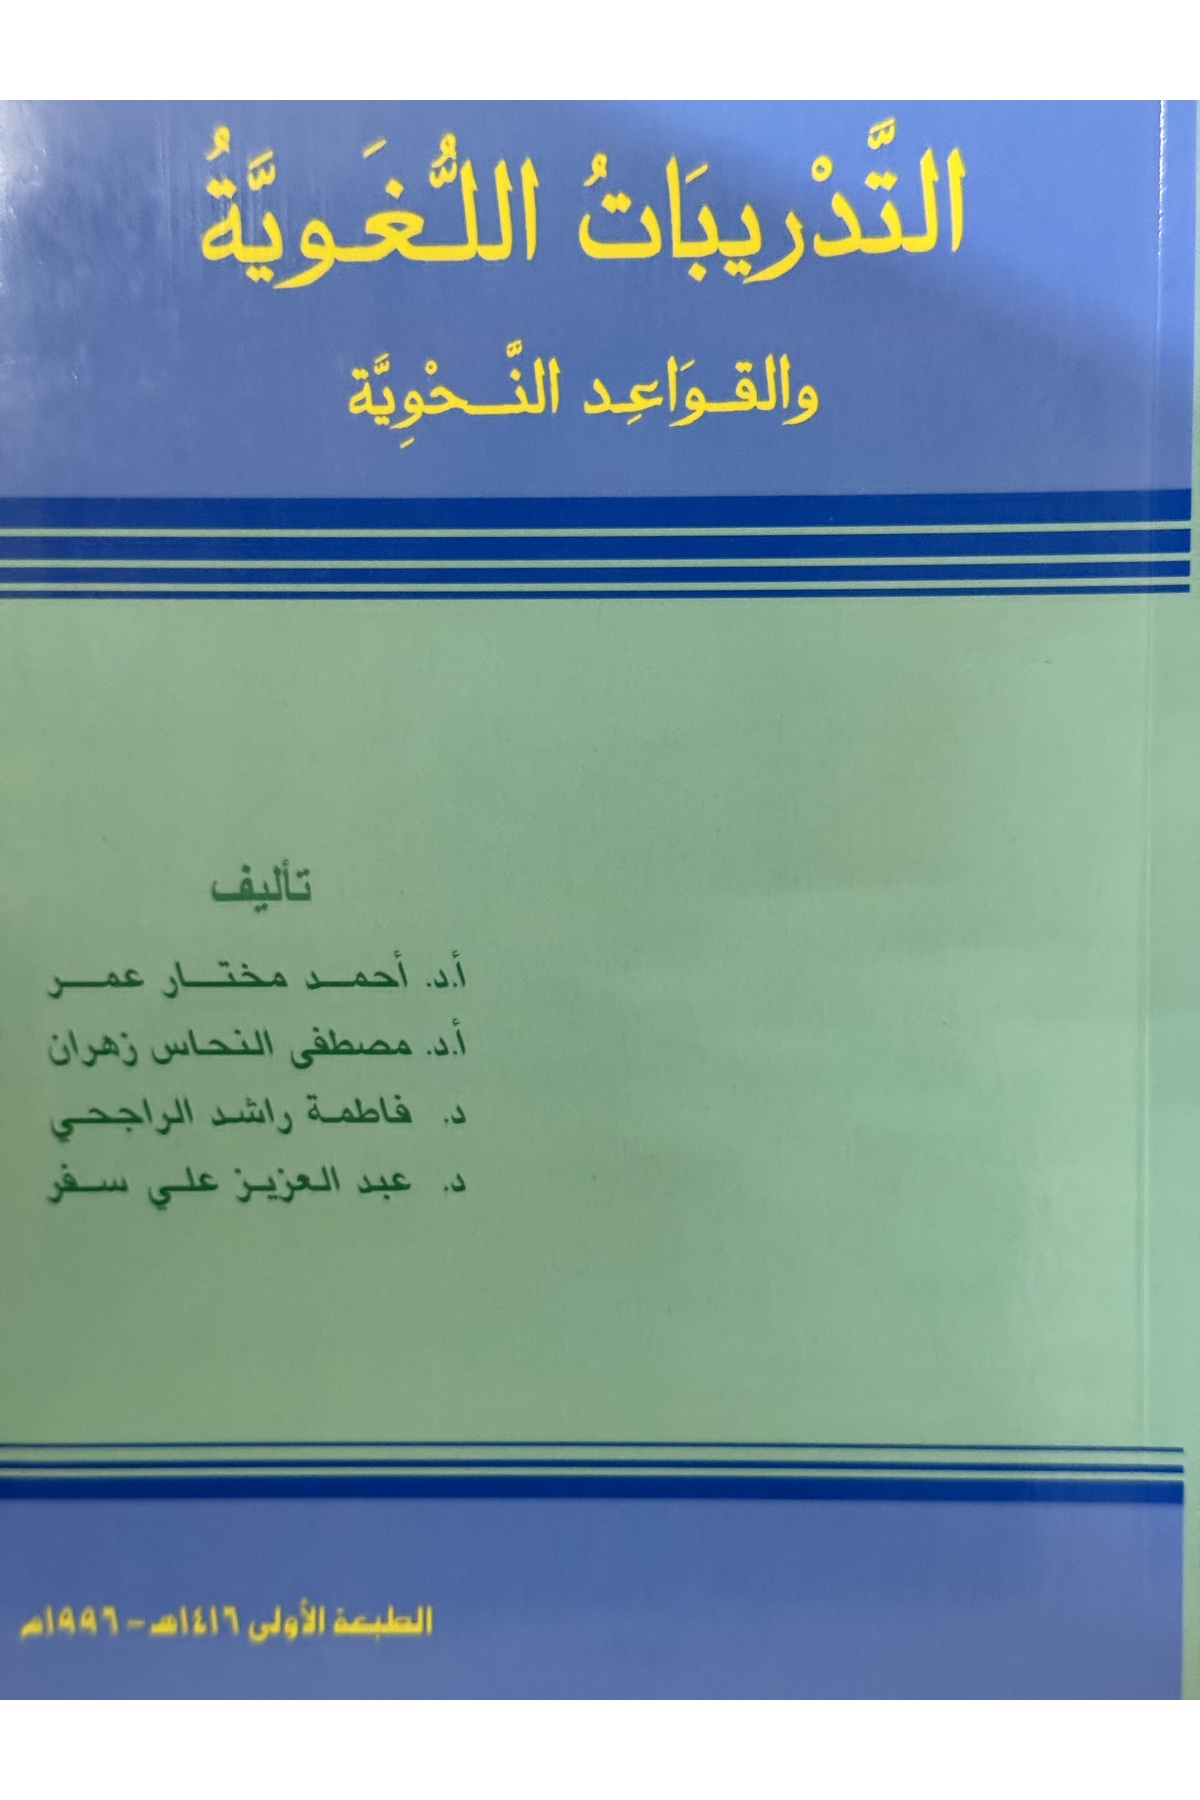 التَّدْرِيبَاتُ اللُّغَوِيَّةُ
والقوَاعِد النَّحْوِيَّة
تأليف
أ.د. أحمد مختار عمر
أ.د. مصطفى النحاس زهران
د. فاطمة راشد الراجحي
د. عبد العزيز علي سفر
الطبعة الأولى ١٤١٦هـ - ١٩٩٦م